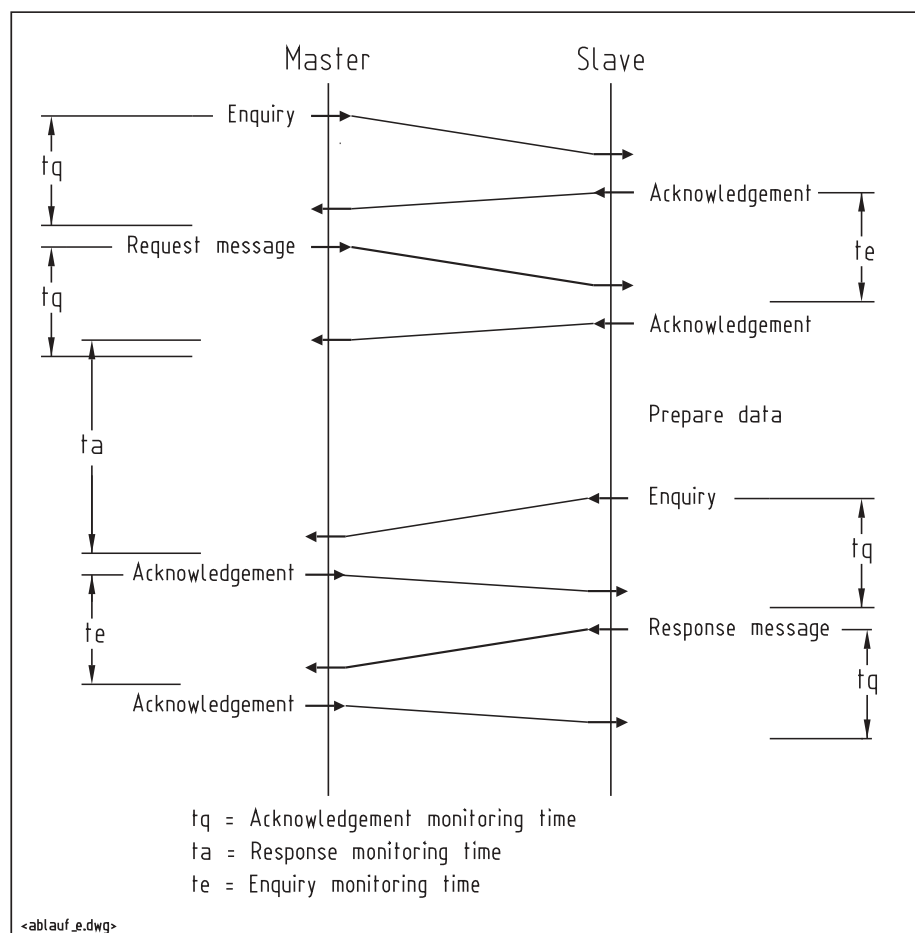 Master Slave
Enquiry
tq
Acknowledgement
Request message
te
tq
Acknowledgement
Prepare data
ta
Enquiry
tq
Acknowledgement
te
Response message
tq
Acknowledgement
tq = Acknowledgement monitoring time
ta = Response monitoring time
te = Enquiry monitoring time
<ablauf_e.dwg>